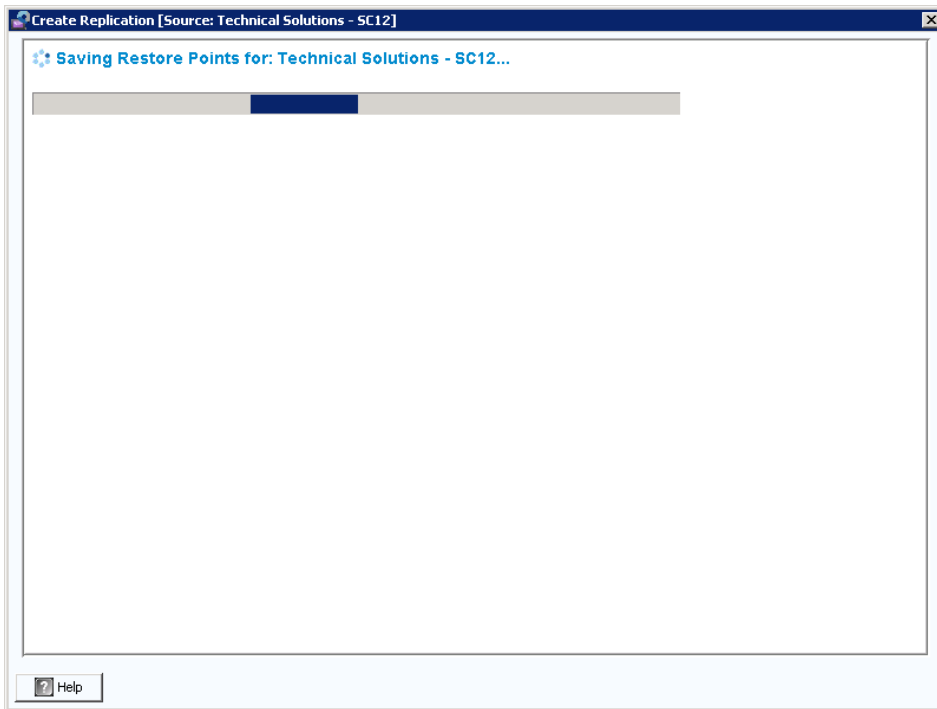 Create Replication [Source: Technical Solutions - SC12]
Saving Restore Points for: Technical Solutions - SC12...
? Help